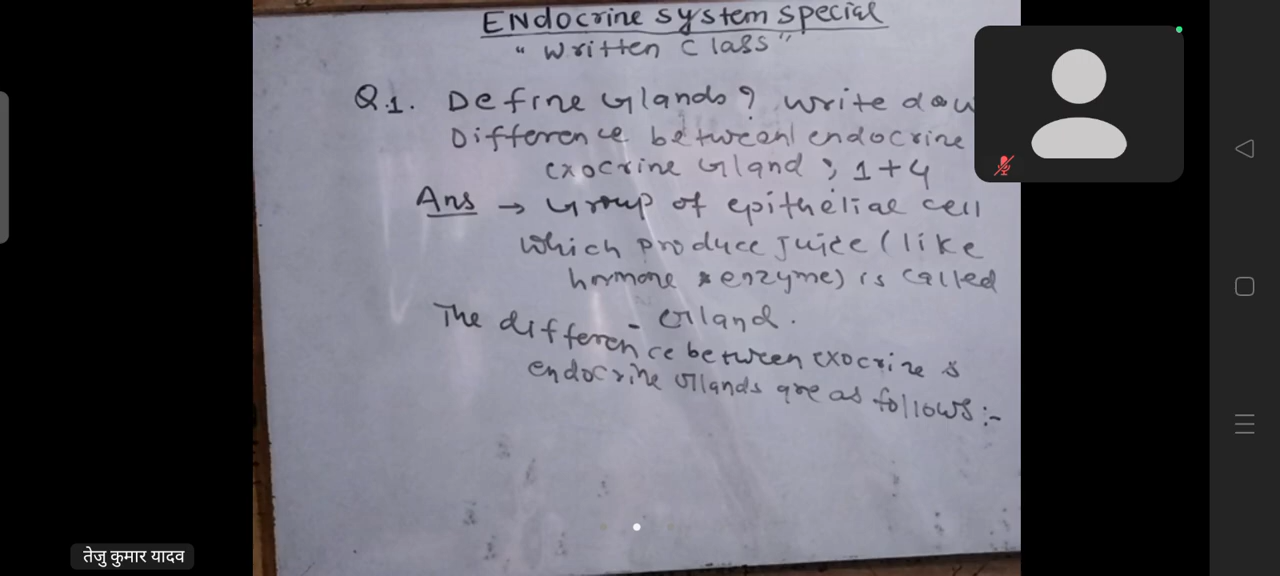 ENdocrine system special
"written class"
Q.1. Define Glands? write dow
Difference between endocrine
exocrine Gland; 1+4
Ans → Group of epithelial cell
which produce juice (like
hormone & enzyme) is called
- Gland.
The difference between exocrine &
endocrine Glands are as follows:-
तेजु कुमार यादव